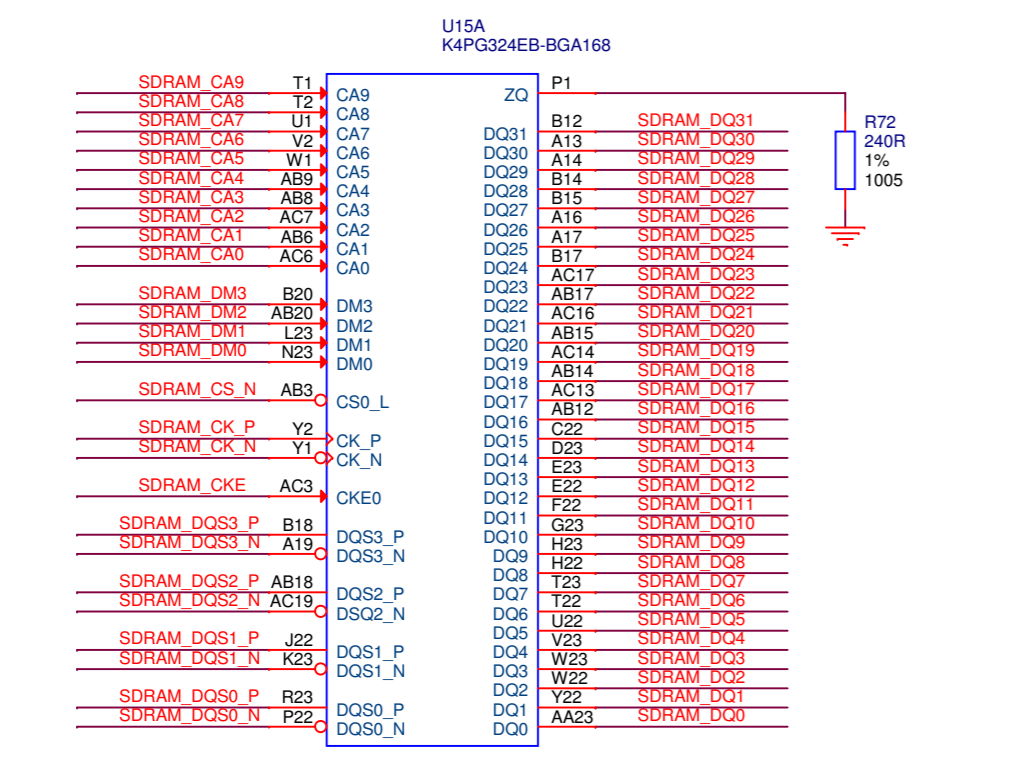 U15A
K4PG324EB-BGA168
SDRAM_CA9 T1 CA9
SDRAM_CA8 T2 CA8
SDRAM_CA7 U1 CA7
SDRAM_CA6 V2 CA6
SDRAM_CA5 W1 CA5
SDRAM_CA4 AB9 CA4
SDRAM_CA3 AB8 CA3
SDRAM_CA2 AC7 CA2
SDRAM_CA1 AB6 CA1
SDRAM_CA0 AC6 CA0
SDRAM_DM3 B20 DM3
SDRAM_DM2 AB20 DM2
SDRAM_DM1 L23 DM1
SDRAM_DM0 N23 DM0
SDRAM_CS_N AB3 CS0_L
SDRAM_CK_P Y2 CK_P
SDRAM_CK_N Y1 CK_N
SDRAM_CKE AC3 CKE0
SDRAM_DQS3_P B18 DQS3_P
SDRAM_DQS3_N A19 DQS3_N
SDRAM_DQS2_P AB18 DQS2_P
SDRAM_DQS2_N AC19 DSQ2_N
SDRAM_DQS1_P J22 DQS1_P
SDRAM_DQS1_N K23 DQS1_N
SDRAM_DQS0_P R23 DQS0_P
SDRAM_DQS0_N P22 DQS0_N
ZQ P1
DQ31 B12 SDRAM_DQ31
DQ30 A13 SDRAM_DQ30
DQ29 A14 SDRAM_DQ29
DQ28 B14 SDRAM_DQ28
DQ27 B15 SDRAM_DQ27
DQ26 A16 SDRAM_DQ26
DQ25 A17 SDRAM_DQ25
DQ24 B17 SDRAM_DQ24
DQ23 AC17 SDRAM_DQ23
DQ22 AB17 SDRAM_DQ22
DQ21 AC16 SDRAM_DQ21
DQ20 AB15 SDRAM_DQ20
DQ19 AC14 SDRAM_DQ19
DQ18 AB14 SDRAM_DQ18
DQ17 AC13 SDRAM_DQ17
DQ16 AB12 SDRAM_DQ16
DQ15 C22 SDRAM_DQ15
DQ14 D23 SDRAM_DQ14
DQ13 E23 SDRAM_DQ13
DQ12 E22 SDRAM_DQ12
DQ11 F22 SDRAM_DQ11
DQ10 G23 SDRAM_DQ10
DQ9 H23 SDRAM_DQ9
DQ8 H22 SDRAM_DQ8
DQ7 T23 SDRAM_DQ7
DQ6 T22 SDRAM_DQ6
DQ5 U22 SDRAM_DQ5
DQ4 V23 SDRAM_DQ4
DQ3 W23 SDRAM_DQ3
DQ2 W22 SDRAM_DQ2
DQ1 Y22 SDRAM_DQ1
DQ0 AA23 SDRAM_DQ0
R72
240R
1%
1005